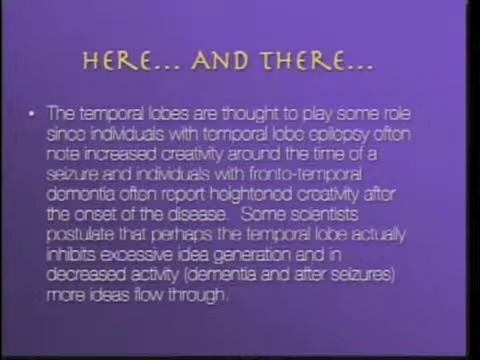 HERE... AND THERE...
• The temporal lobes are thought to play some role
since individuals with temporal lobe epilepsy often
note increased creativity around the time of a
seizure and individuals with fronto-temporal
dementia often report heightened creativity after
the onset of the disease. Some scientists
postulate that perhaps the temporal lobe actually
inhibits excessive idea generation and in
decreased activity (dementia and after seizures)
more ideas flow through.